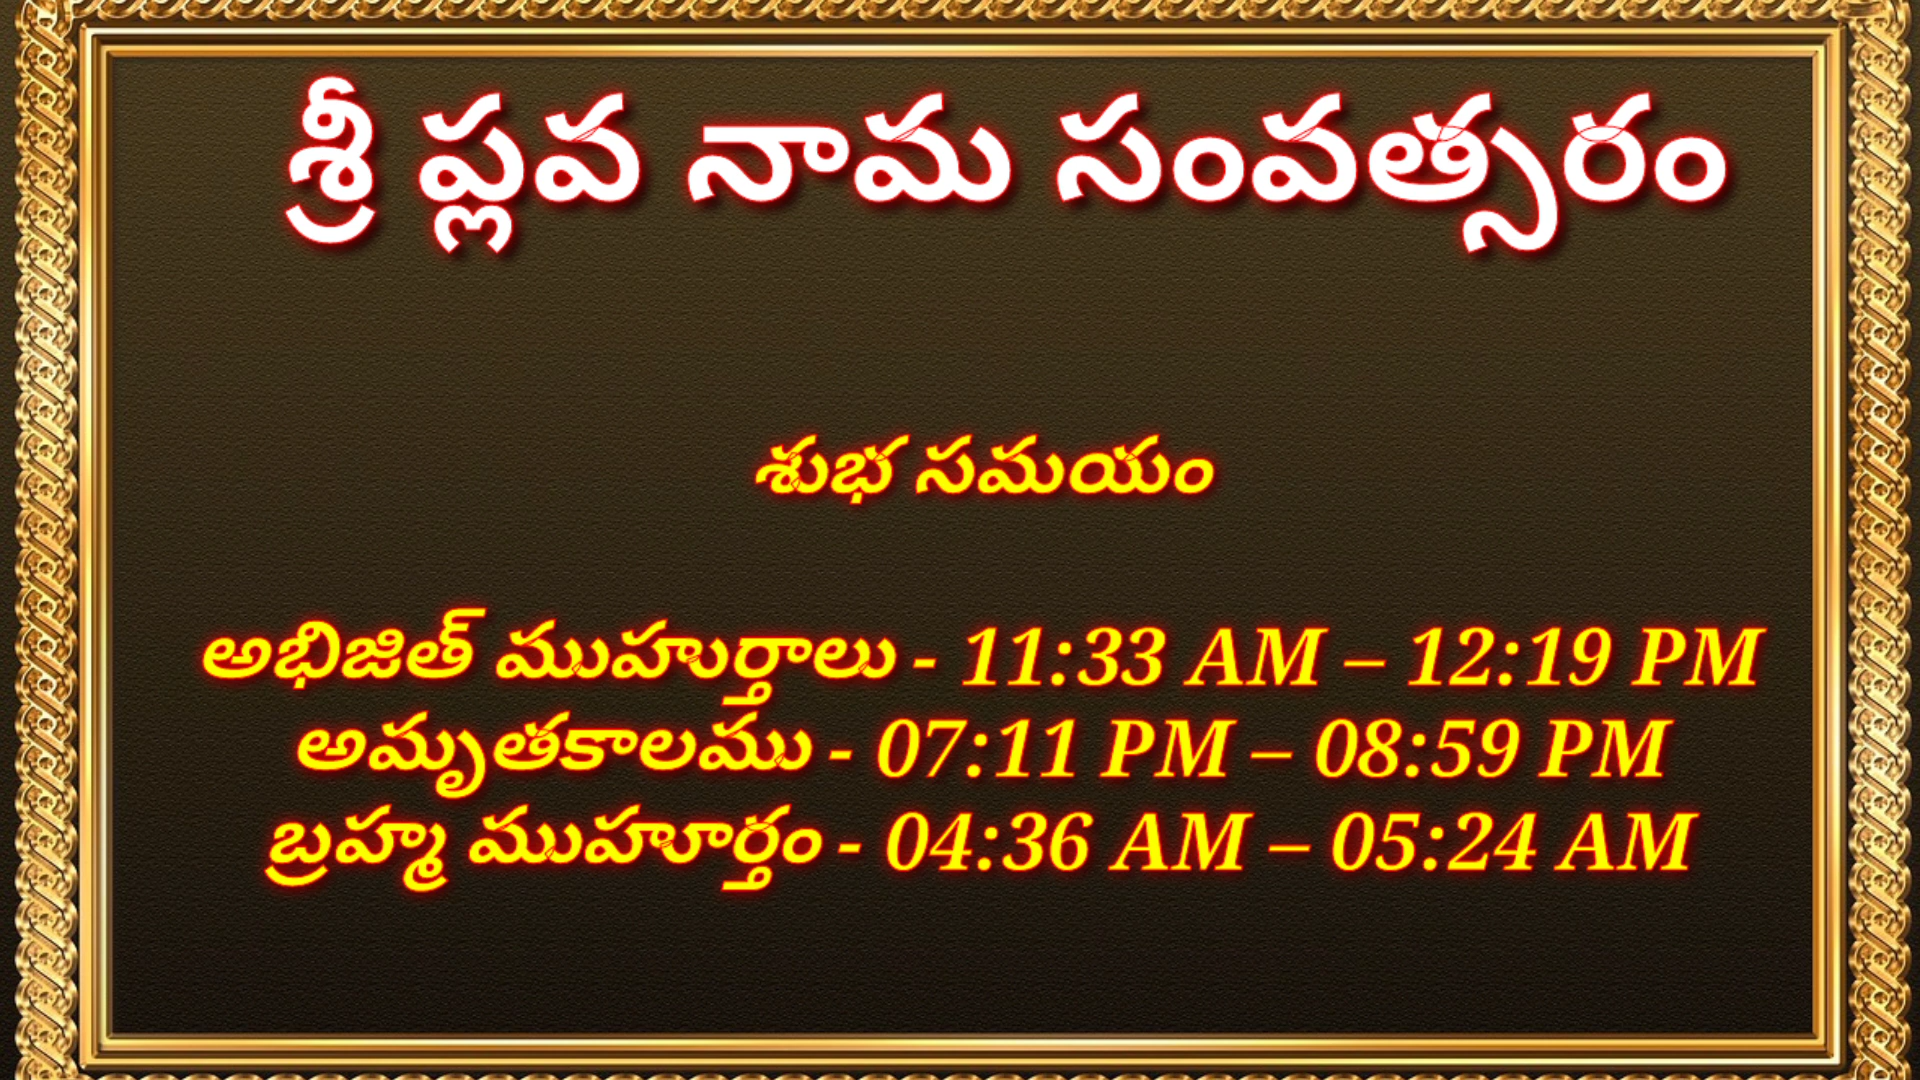 శ్రీ ప్లవ నామ సంవత్సరం
శుభ సమయం
అభిజిత్ ముహుర్తాలు - 11:33 AM – 12:19 PM
అమృతకాలము - 07:11 PM – 08:59 PM
బ్రహ్మ ముహూర్తం - 04:36 AM – 05:24 AM